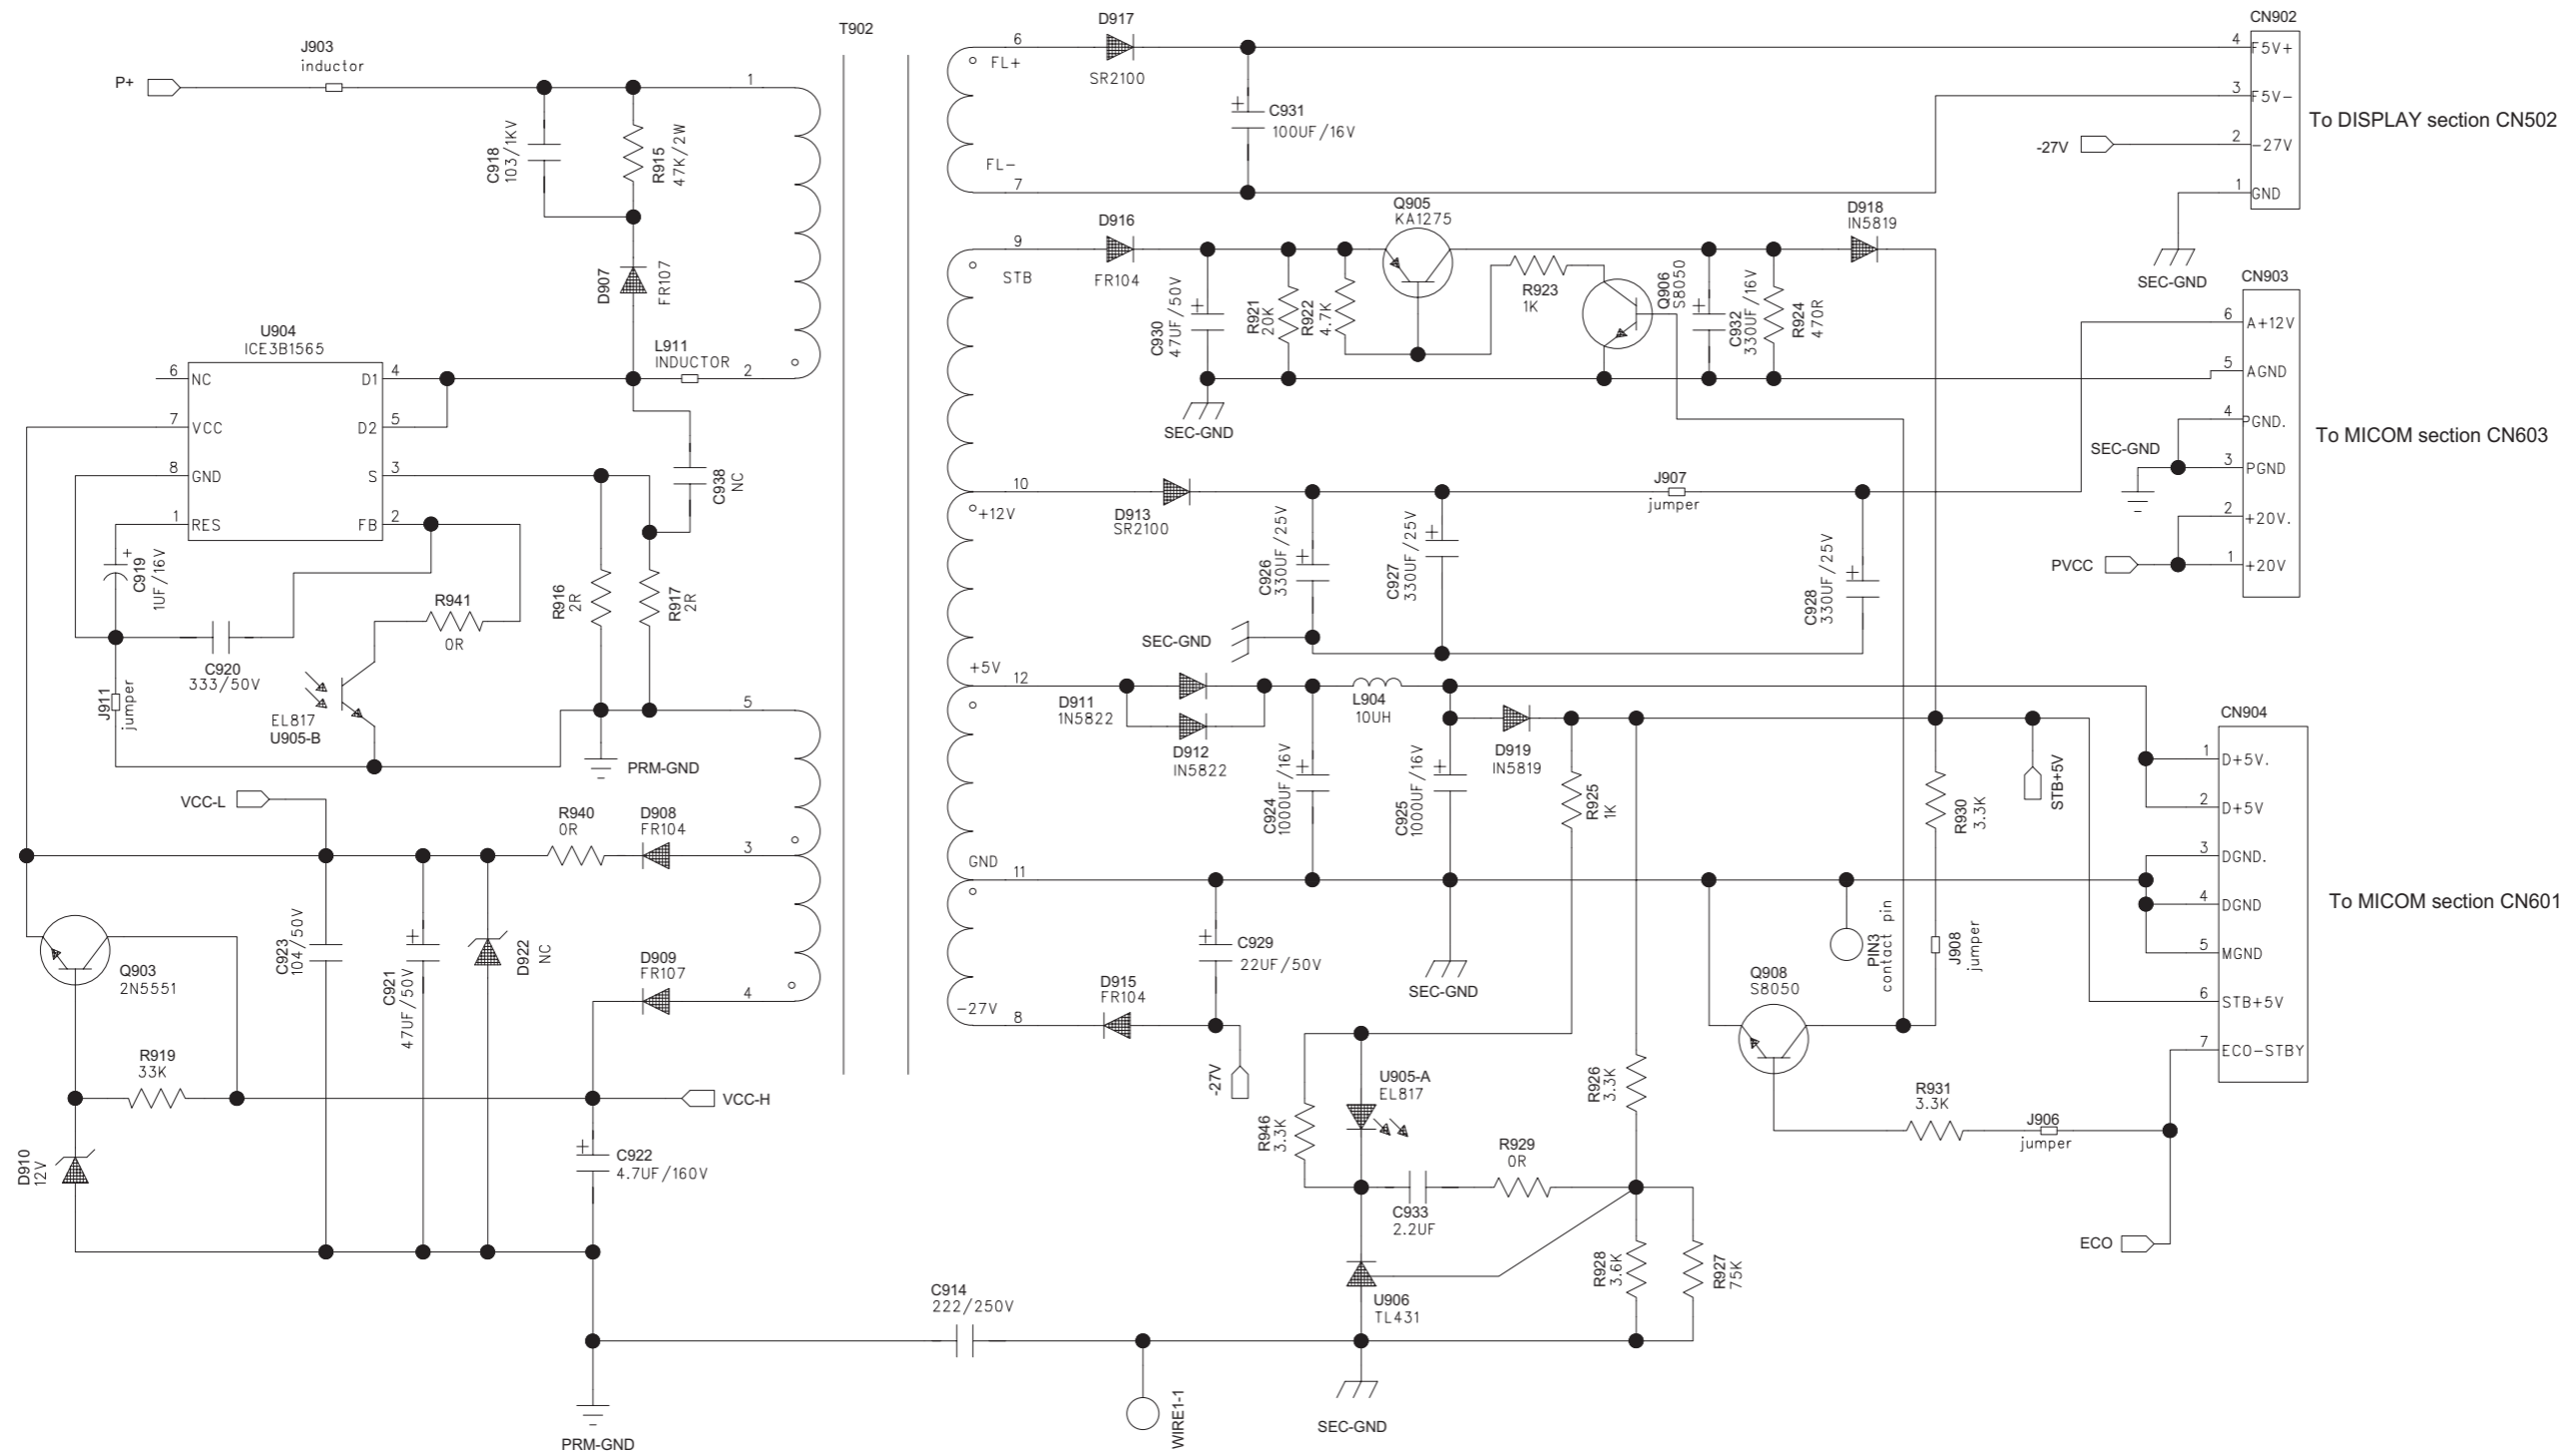 T902
J903
inductor
P+
C918
103/1KV
R915
47K/2W
D907
FR107
1
2
L911
INDUCTOR
U904
ICE3B1565
6 NC
7 VCC
8 GND
1 RES
D1 4
D2 5
S 3
FB 2
C938
NC
C919
1UF/16V
C920
333/50V
R941
0R
J911
jumper
EL817
U905-B
R916
2R
R917
2R
PRM-GND
5
3
4
VCC-L
R940
0R
D908
FR104
Q903
2N5551
C923
104/50V
C921
47UF/50V
D922
NC
D909
FR107
R919
33K
VCC-H
D910
12V
C922
4.7UF/160V
C914
222/250V
PRM-GND
WIRE1-1
6
FL+
FL-
7
D917
SR2100
C931
100UF/16V
9
STB
D916
FR104
C930
47UF/50V
R921
20K
R922
4.7K
Q905
KA1275
R923
1K
Q906
S8050
C932
330UF/16V
R924
470R
D918
IN5819
SEC-GND
10
+12V
D913
SR2100
C926
330UF/25V
C927
330UF/25V
J907
jumper
C928
330UF/25V
SEC-GND
+5V
12
D911
1N5822
D912
IN5822
L904
10UH
C924
1000UF/16V
C925
1000UF/16V
D919
IN5819
R925
1K
R930
3.3K
STB+5V
GND
11
C929
22UF/50V
SEC-GND
-27V
8
D915
FR104
-27V
PIN3
contact pin
J908
jumper
Q908
S8050
U905-A
EL817
R946
3.3K
R926
3.3K
R929
0R
C933
2.2UF
R928
3.6K
R927
75K
U906
TL431
SEC-GND
R931
3.3K
J906
jumper
ECO
CN902
4 F5V+
3 F5V-
2 -27V
1 GND
-27V
To DISPLAY section CN502
SEC-GND
CN903
6 A+12V
5 AGND
4 PGND.
3 PGND
2 +20V.
1 +20V
SEC-GND
PVCC
To MICOM section CN603
CN904
1 D+5V.
2 D+5V
3 DGND.
4 DGND
5 MGND
6 STB+5V
7 ECO-STBY
To MICOM section CN601